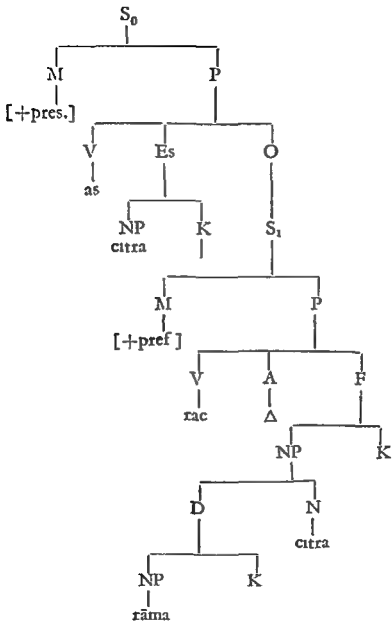 S₀
M P
[+pres.]
V Es O
as
NP K S₁
citra
M P
[+pref]
V A F
rac Δ
NP K
D N
citra
NP K
rāma